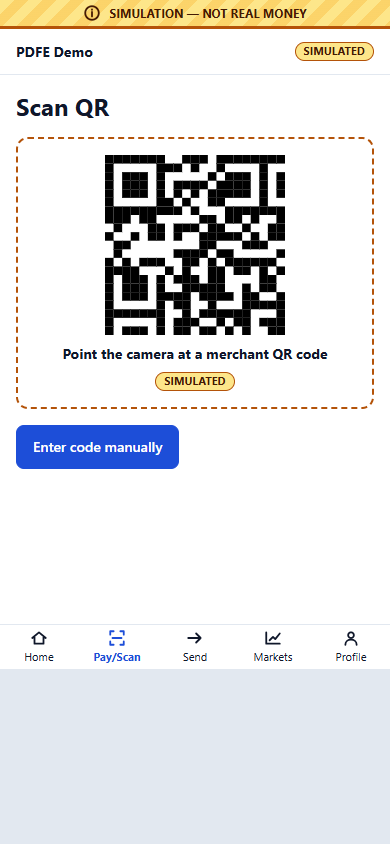 SIMULATION — NOT REAL MONEY
PDFE Demo
SIMULATED
Scan QR
Point the camera at a merchant QR code
SIMULATED
Enter code manually
Home
Pay/Scan
Send
Markets
Profile